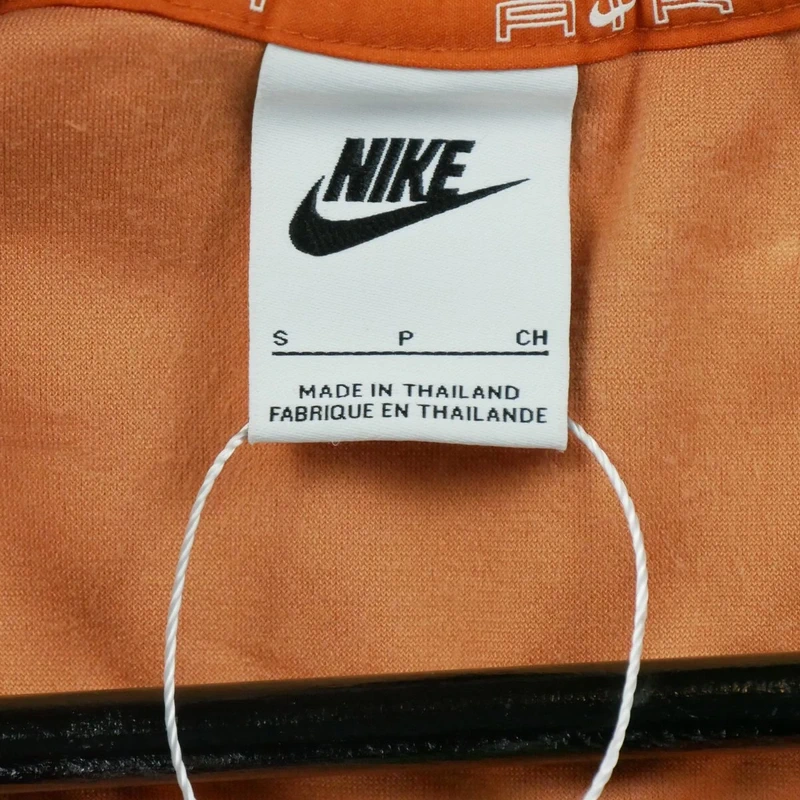 NIKE
S P CH
MADE IN THAILAND
FABRIQUE EN THAILANDE